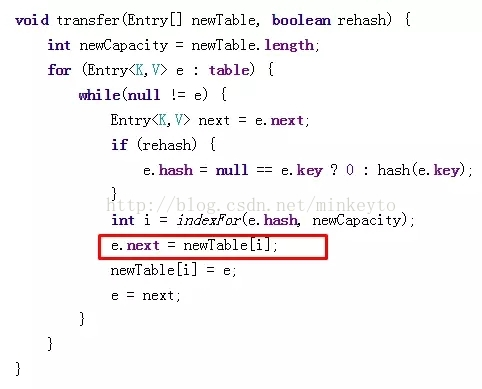 void transfer(Entry[] newTable, boolean rehash) {
    int newCapacity = newTable.length;
    for (Entry<K,V> e : table) {
        while(null != e) {
            Entry<K,V> next = e.next;
            if (rehash) {
                e.hash = null == e.key ? 0 : hash(e.key);
            }
http://blog.csdn.net/minkeyto
            int i = indexFor(e.hash, newCapacity);
            e.next = newTable[i];
            newTable[i] = e;
            e = next;
        }
    }
}